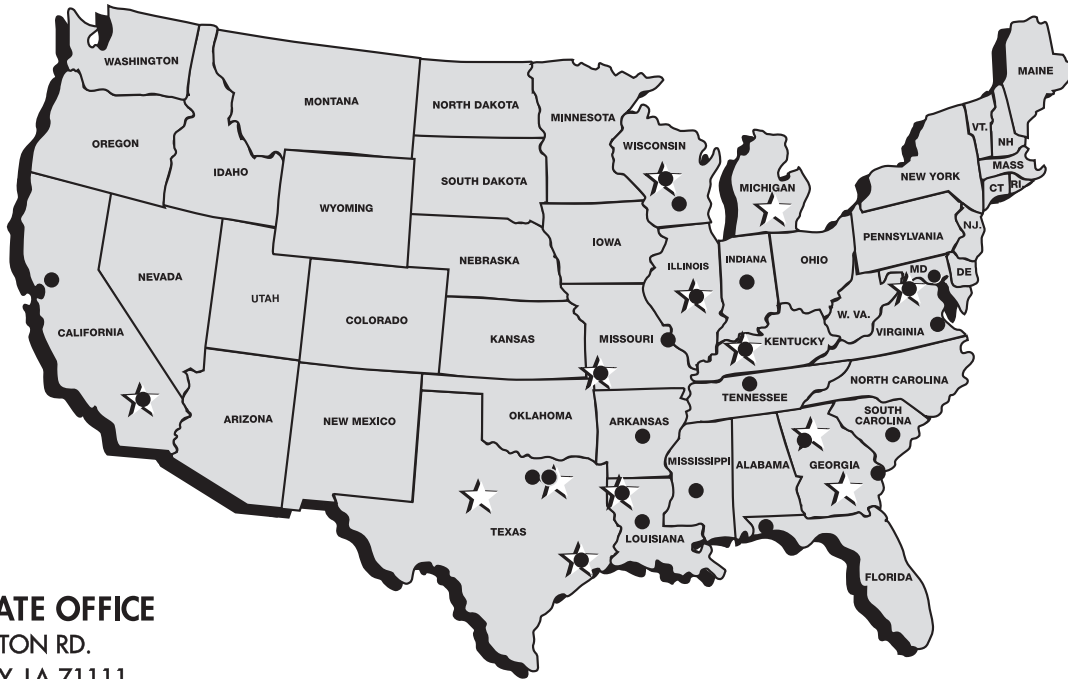 WASHINGTON
MONTANA
NORTH DAKOTA
MINNESOTA
MAINE
OREGON
IDAHO
SOUTH DAKOTA
WISCONSIN
MICHIGAN
VT.
NH
MASS
NEW YORK
CT
RI
WYOMING
IOWA
NEBRASKA
PENNSYLVANIA
NJ.
NEVADA
UTAH
COLORADO
ILLINOIS
INDIANA
OHIO
MD
DE
W. VA.
VIRGINIA
CALIFORNIA
KANSAS
MISSOURI
KENTUCKY
NORTH CAROLINA
TENNESSEE
ARIZONA
NEW MEXICO
OKLAHOMA
ARKANSAS
SOUTH
CAROLINA
MISSISSIPPI
ALABAMA
GEORGIA
TEXAS
LOUISIANA
FLORIDA
ATE OFFICE
TON RD.
Y, LA 71111